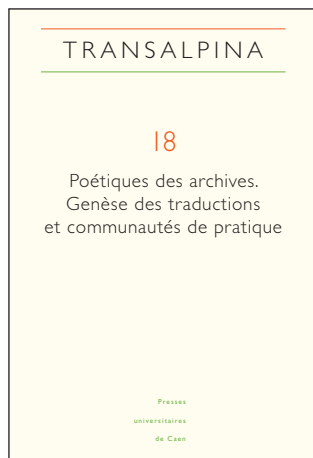 TRANSALPINA
18
Poétiques des archives.
Genèse des traductions
et communautés de pratique
Presses
universitaires
de Caen